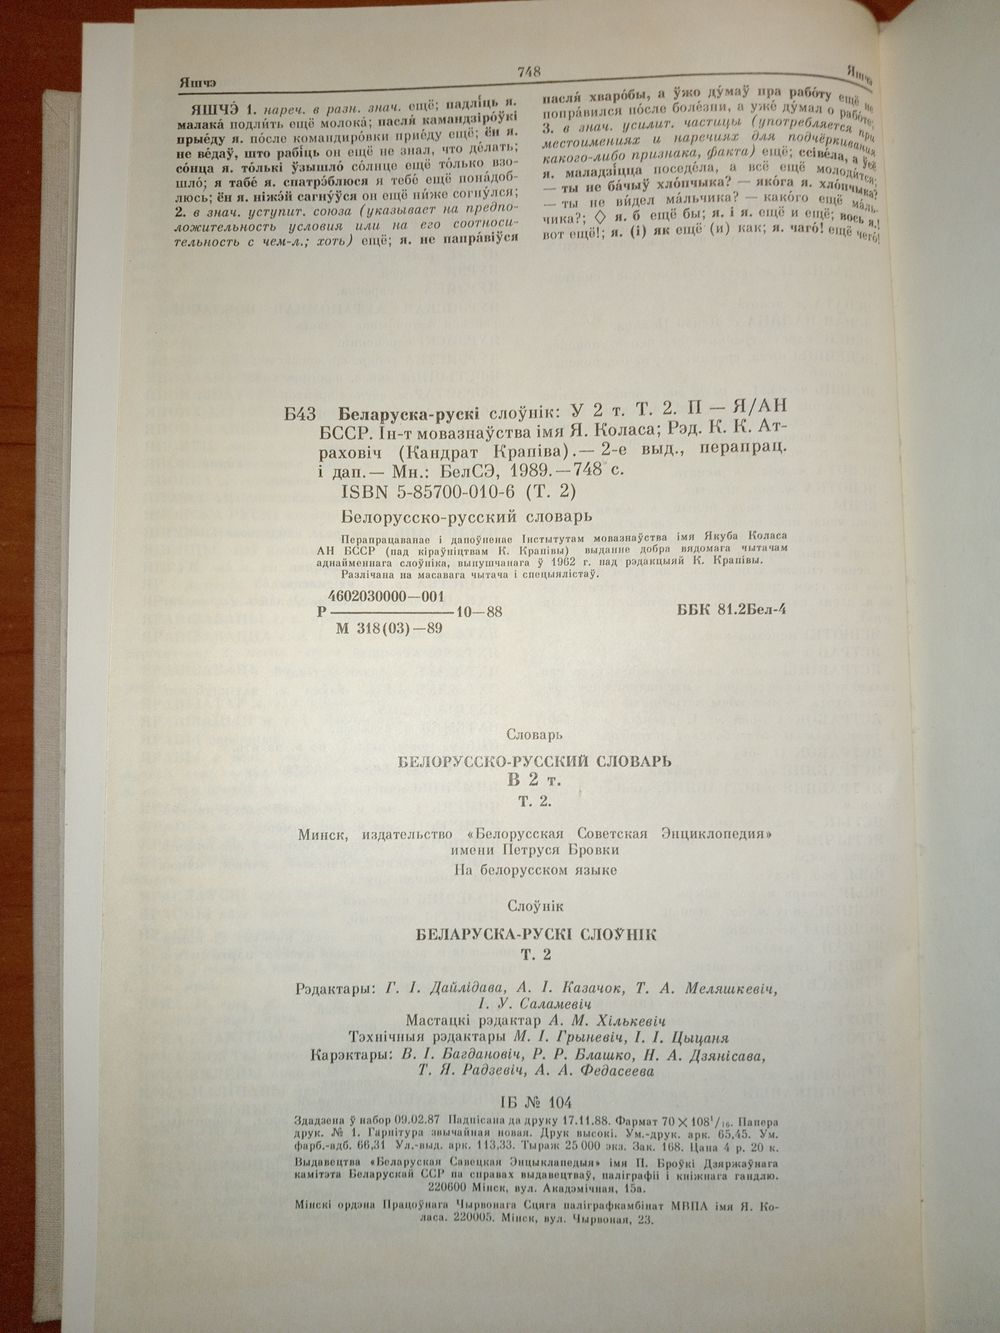 Яшчэ
748
Яшчэ
ЯШЧЭ́ 1. нареч. в разн. знач. ещё; падлі́ць я.
малака́ подли́ть ещё молока́; пасля́ камандзіро́ўкі
прые́ду я. по́сле командиро́вки прие́ду ещё; ён я.
не ве́даў, што рабі́ць он ещё не знал, что де́лать;
со́нца я. то́лькі ўзышло́ со́лнце ещё то́лько взо-
шло́; я табе́ я. спатрэ́блюся я тебе́ ещё пона́доб-
люсь; ён я. ніжэ́й сагну́ўся он ещё ни́же согну́лся;
2. в знач. уступит. союза (указывает на предпо-
ложительность условия или на его соотноси-
тельность с чем-л.; хоть) ещё; я. не папра́віўся
пасля́ хваро́бы, а ўжо ду́маў пра рабо́ту ещё не
попра́вился по́сле боле́зни, а уже́ ду́мал о рабо́те;
3. в знач. усилит. частицы (употребляется при
местоимениях и наречиях для подчёркивания
какого-либо признака, факта) ещё; ссіве́ла, а ўсё
я. маладзі́цца поседе́ла, а всё ещё молоди́тся;
— ты не ба́чыў хло́пчыка? — яко́га я. хло́пчыка?
— ты не ви́дел ма́льчика? — како́го ещё ма́ль-
чика?; ◇ я. б ещё бы; я. і я. ещё и ещё; вось я.!
вот ещё!; я. (і) як ещё (и) как; я. чаго́! ещё чего́!
Б43 Беларуска-рускі слоўнік: У 2 т. Т. 2. П — Я/АН
БССР. Ін-т мовазнаўства імя Я. Коласа; Рэд. К. К. Ат-
раховіч (Кандрат Крапіва).— 2-е выд., перапрац.
і дап.— Мн.: БелСЭ, 1989.—748 с.
ISBN 5-85700-010-6 (Т. 2)
Белорусско-русский словарь
Перапрацаванае і дапоўненае Інстытутам мовазнаўства імя Якуба Коласа
АН БССР (пад кіраўніцтвам К. Крапівы) выданне добра вядомага чытачам
аднайменнага слоўніка, выпушчанага ў 1962 г. пад рэдакцыяй К. Крапівы.
Разлічана на масавага чытача і спецыялістаў.
4602030000—001
Р ———— 10—88
М 318(03)—89
ББК 81.2Бел-4
Словарь
БЕЛОРУССКО-РУССКИЙ СЛОВАРЬ
В 2 т.
Т. 2.
Минск, издательство «Белорусская Советская Энциклопедия»
имени Петруся Бровки
На белорусском языке
Слоўнік
БЕЛАРУСКА-РУСКІ СЛОЎНІК
Т. 2
Рэдактары: Г. І. Дайлідава, А. І. Казачок, Т. А. Меляшкевіч,
І. У. Саламевіч
Мастацкі рэдактар А. М. Хількевіч
Тэхнічныя рэдактары М. І. Грыневіч, І. І. Цыцаня
Карэктары: В. І. Багдановіч, Р. Р. Блашко, Н. А. Дзянісава,
Т. Я. Радзевіч, А. А. Федасеева
ІБ № 104
Здадзена ў набор 09.02.87 Падпісана да друку 17.11.88. Фармат 70×108¹/₁₆. Папера
друк. № 1. Гарнітура звычайная новая. Друк высокі. Ум.-друк. арк. 65,45. Ум.
фарб.-адб. 66,31 Ул.-выд. арк. 113,33. Тыраж 25 000 экз. Зак. 168. Цана 4 р. 20 к.
Выдавецтва «Беларуская Савецкая Энцыклапедыя» імя П. Броўкі Дзяржаўнага
камітэта Беларускай ССР па справах выдавецтваў, паліграфіі і кніжнага гандлю.
220600 Мінск, вул. Акадэмічная, 15а.
Мінскі ордэна Працоўнага Чырвонага Сцяга паліграфкамбінат МВПА імя Я. Ко-
ласа. 220005. Мінск, вул. Чырвоная, 23.